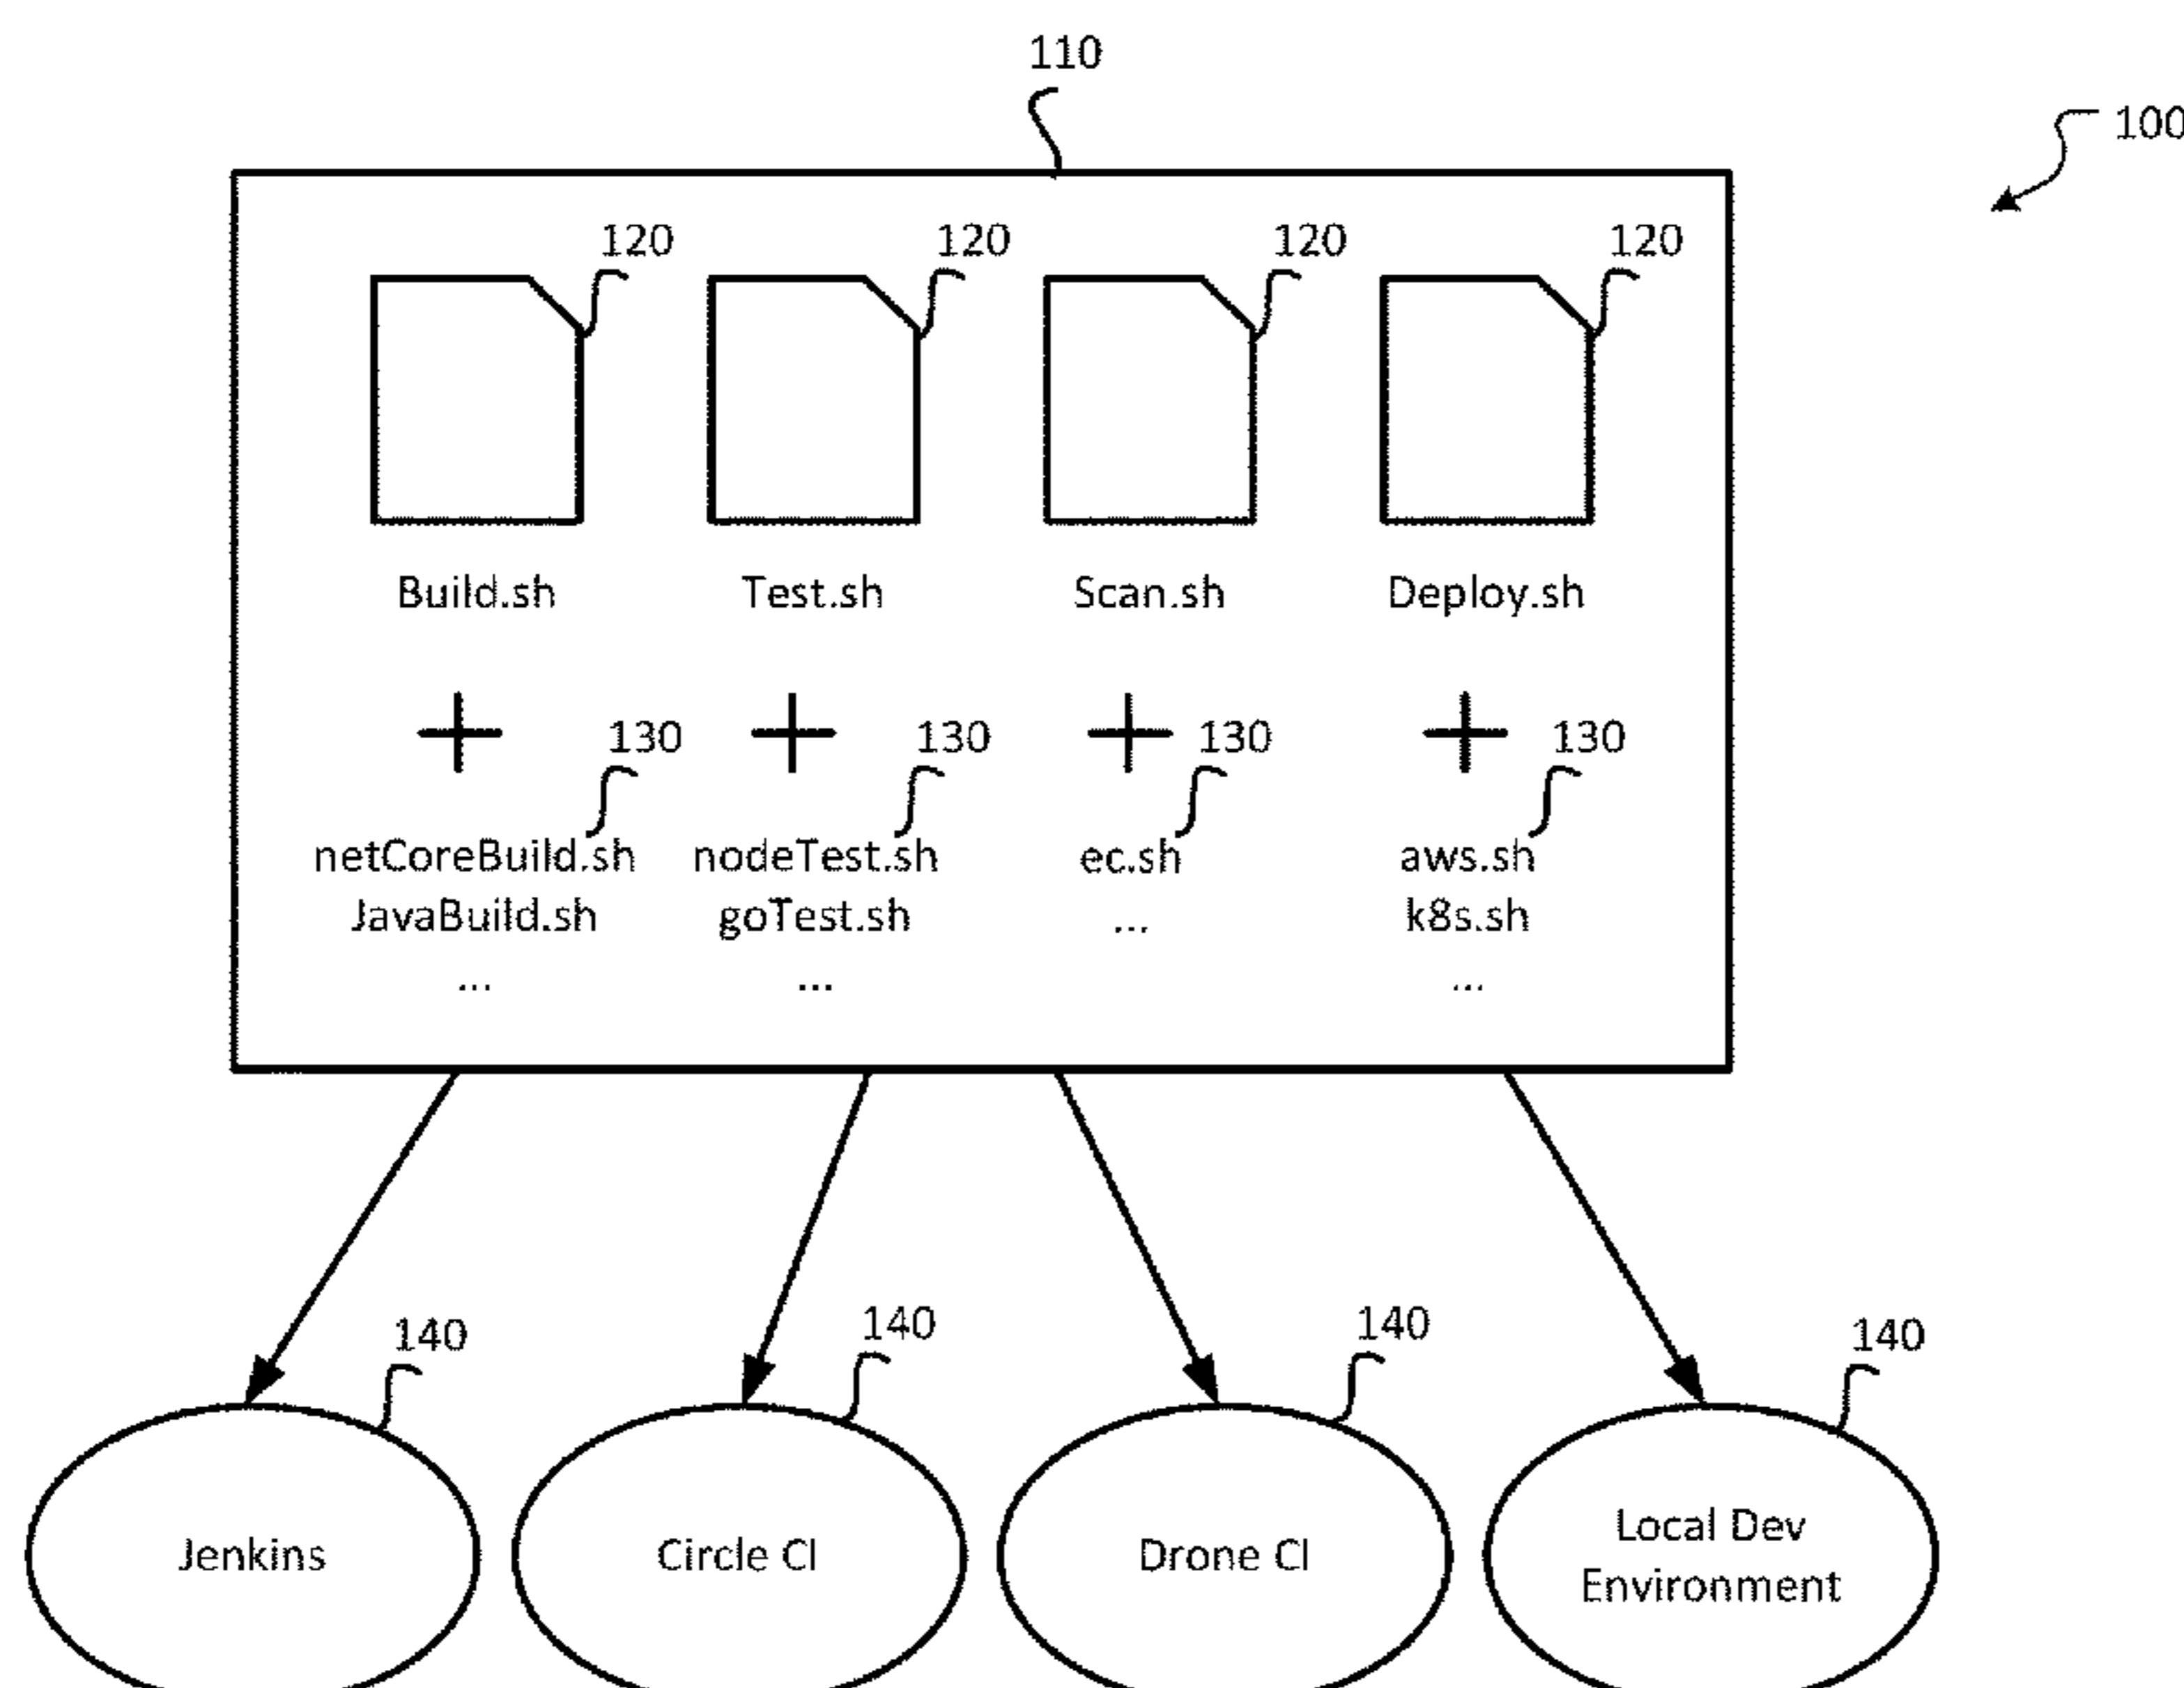 110
100
120 120 120 120
Build.sh Test.sh Scan.sh Deploy.sh
130 130 130 130
netCoreBuild.sh nodeTest.sh ec.sh aws.sh
JavaBuild.sh goTest.sh ... k8s.sh
... ... ...
140 140 140 140
Jenkins Circle CI Drone CI Local Dev
Environment